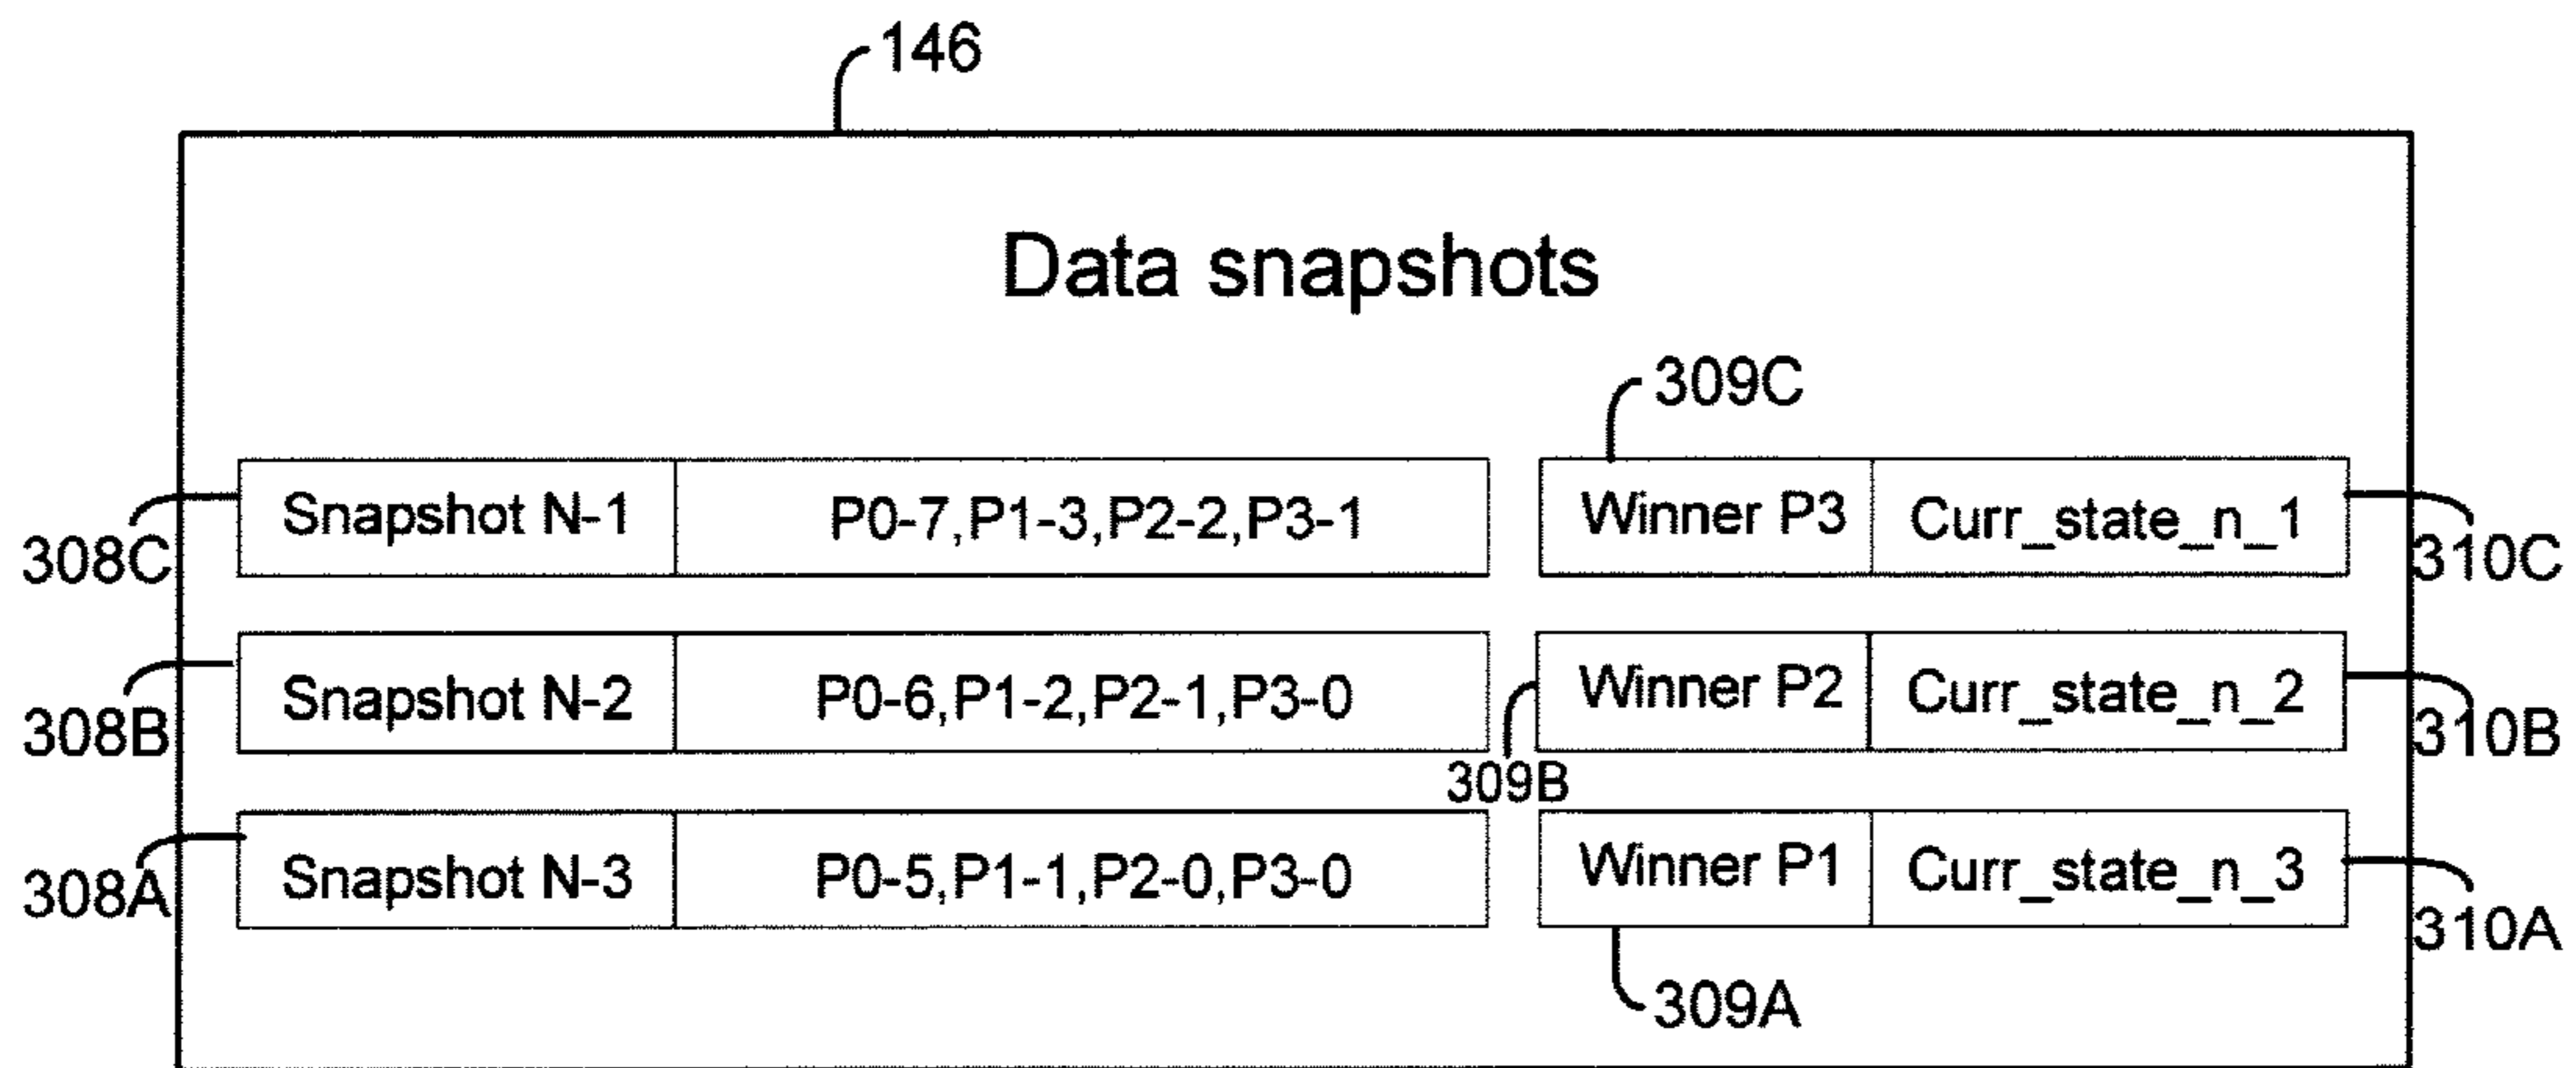 146
Data snapshots
309C
308C Snapshot N-1 P0-7,P1-3,P2-2,P3-1 Winner P3 Curr_state_n_1 310C
308B Snapshot N-2 P0-6,P1-2,P2-1,P3-0 Winner P2 Curr_state_n_2 310B
309B
308A Snapshot N-3 P0-5,P1-1,P2-0,P3-0 Winner P1 Curr_state_n_3 310A
309A